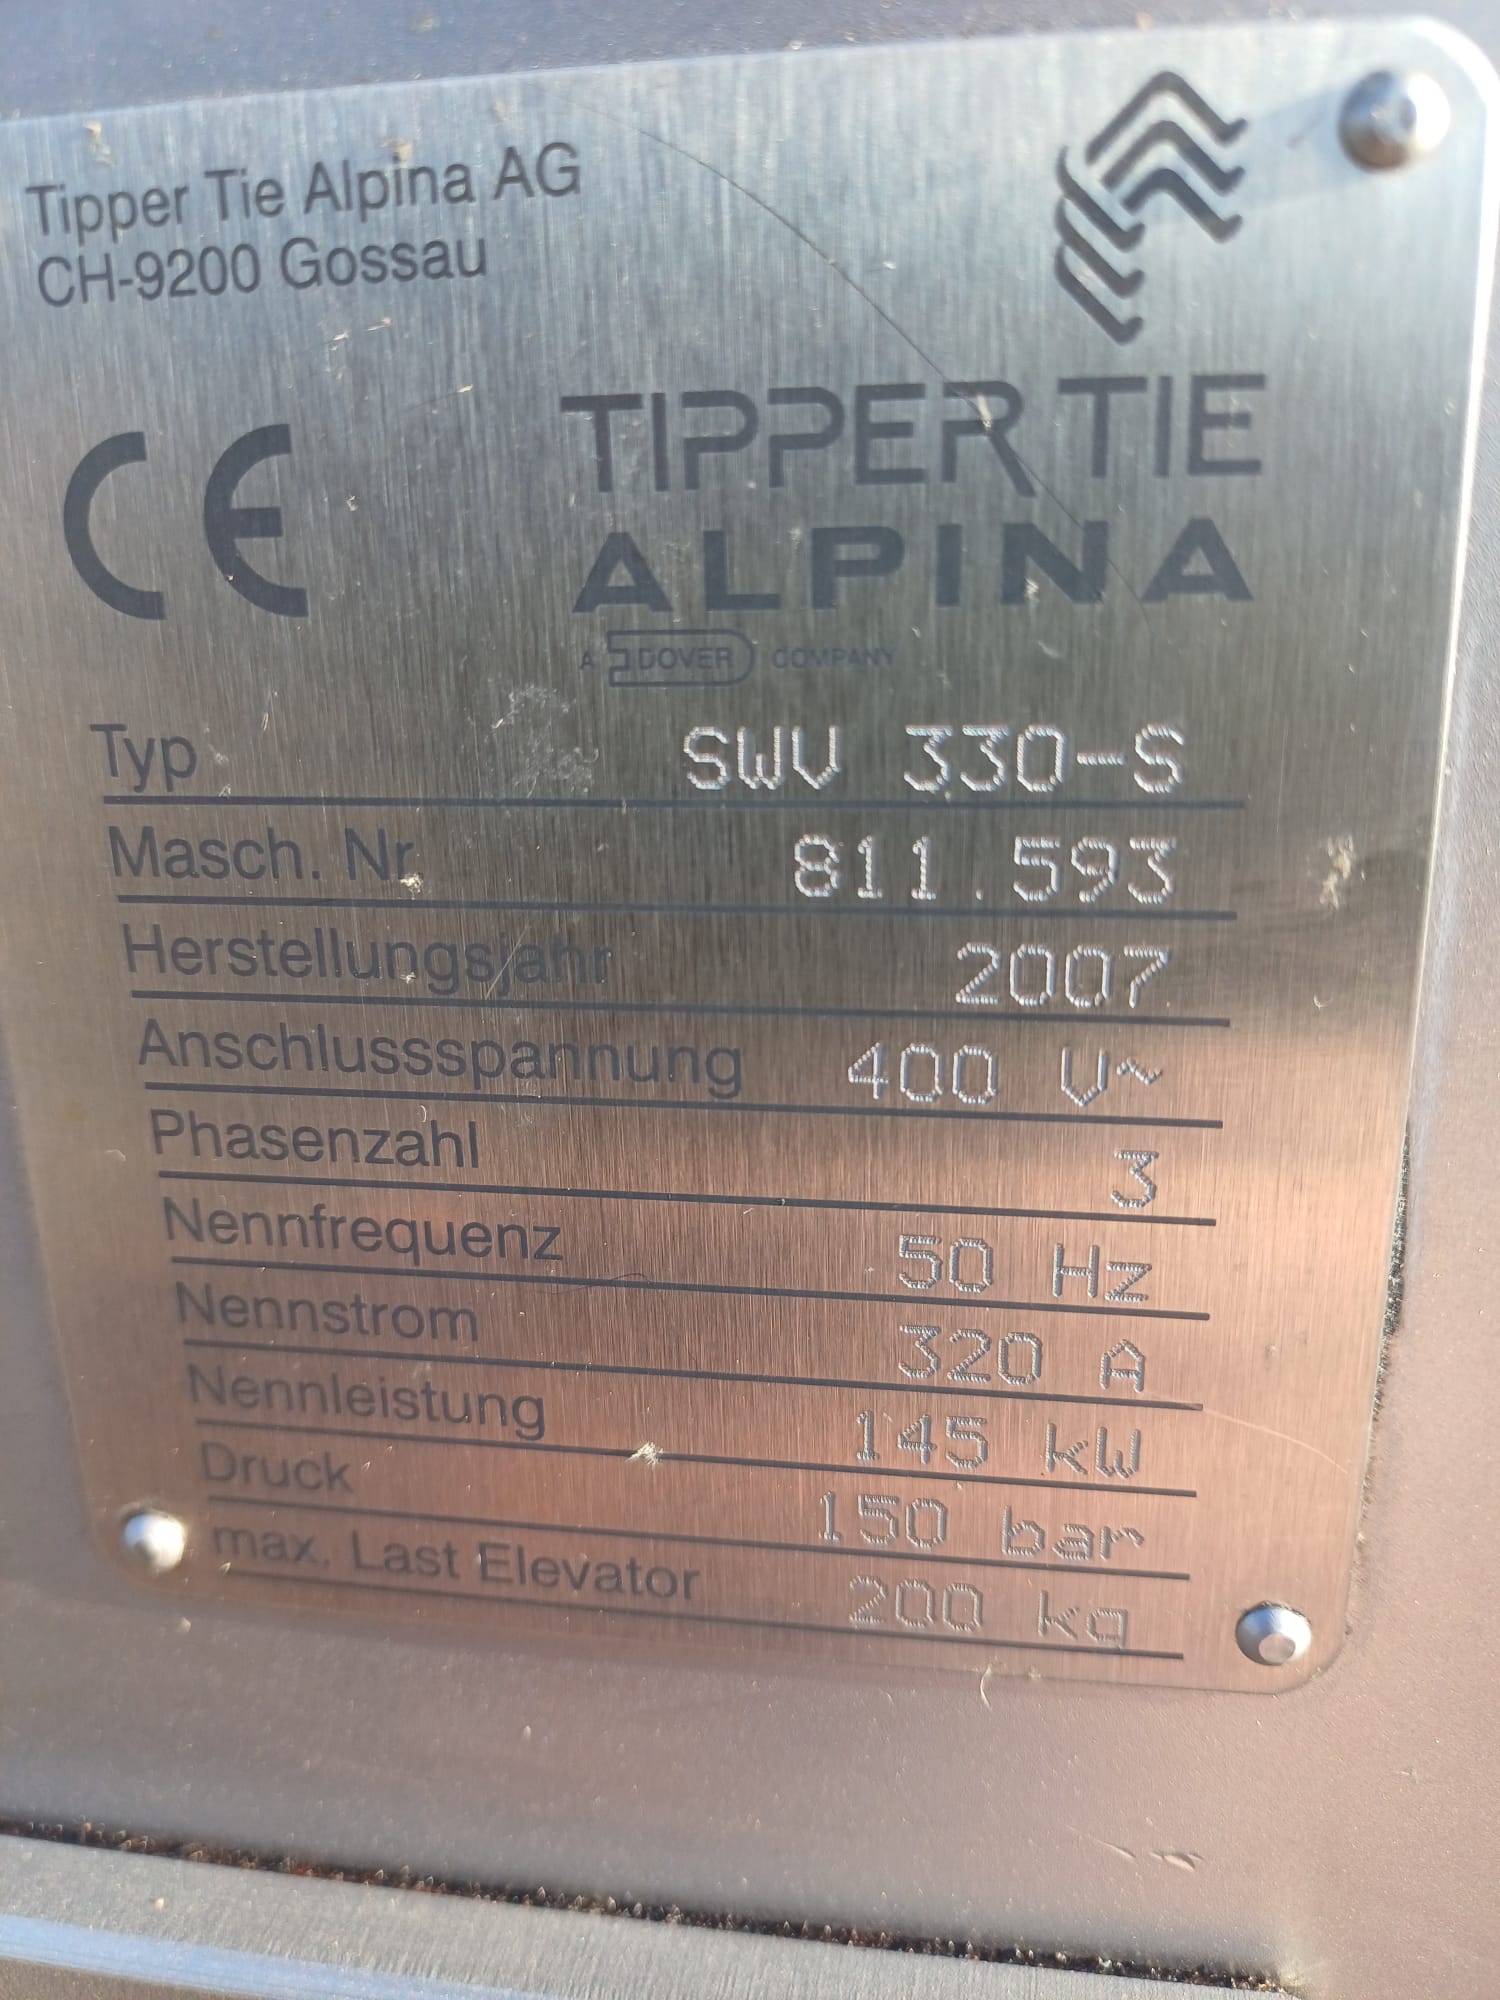 Tipper Tie Alpina AG
CH-9200 Gossau
CE
TIPPER TIE
ALPINA
A DOVER COMPANY
Typ SWV 330-S
Masch. Nr. 811.593
Herstellungsjahr 2007
Anschlussspannung 400 V~
Phasenzahl 3
Nennfrequenz 50 Hz
Nennstrom 320 A
Nennleistung 145 kW
Druck 150 bar
max. Last Elevator 200 kg